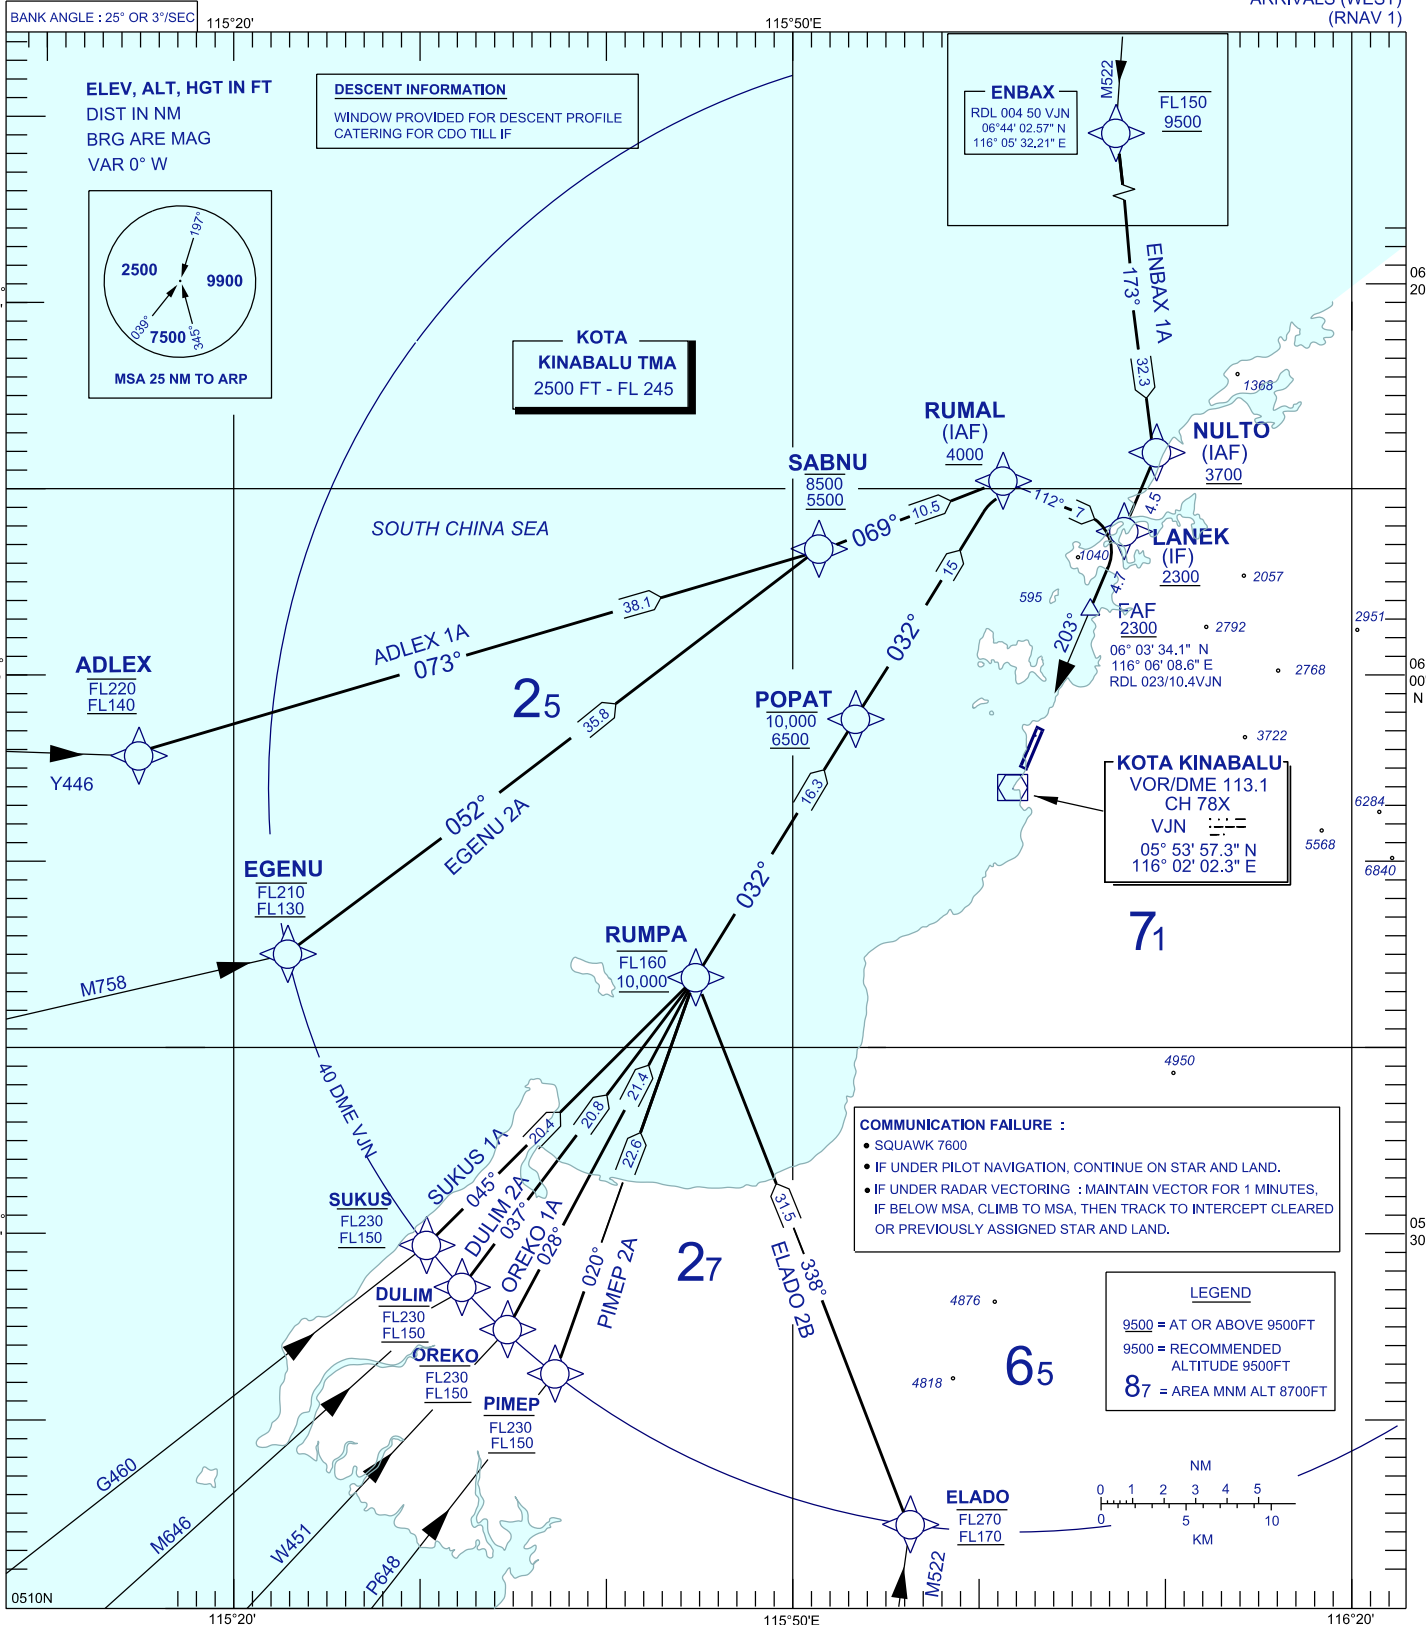 ARRIVALS (WEST)
(RNAV 1)
BANK ANGLE : 25° OR 3°/SEC
115°20'
115°50'
ELEV, ALT, HGT IN FT
DIST IN NM
BRG ARE MAG
VAR 0° W
DESCENT INFORMATION
WINDOW PROVIDED FOR DESCENT PROFILE
CATERING FOR CDO TILL IF
M522
ENBAX
RDL 004 50 VJN
06°44' 02.57" N
116° 05' 32.21" E
FL150
9500
197°
2500
9900
039°
7500
345°
MSA 25 NM TO ARP
KOTA
KINABALU TMA
2500 FT - FL 245
ENBAX 1A
173°
32.3
06
20
1368
RUMAL
(IAF)
4000
NULTO
(IAF)
3700
SABNU
8500
5500
SOUTH CHINA SEA
069°
10.5
112°
7
4.5
LANEK
(IF)
2300
1040
4.7
2057
595
FAF
2300
06° 03' 34.1" N
116° 06' 08.6" E
RDL 023/10.4VJN
203°
2792
2951
2768
06
00'
N
38.1
ADLEX 1A
073°
ADLEX
FL220
FL140
Y446
25
15
032°
POPAT
10,000
6500
35.8
052°
EGENU 2A
16.3
032°
3722
KOTA KINABALU
VOR/DME 113.1
CH 78X
VJN
05° 53' 57.3" N
116° 02' 02.3" E
6284
5568
6840
EGENU
FL210
FL130
M758
RUMPA
FL160
10,000
71
40 DME VJN
4950
20.4
20.8
21.4
22.6
SUKUS 1A
045°
DULIM 2A
037°
OREKO 1A
028°
020°
PIMEP 2A
31.5
338°
ELADO 2B
COMMUNICATION FAILURE :
• SQUAWK 7600
• IF UNDER PILOT NAVIGATION, CONTINUE ON STAR AND LAND.
• IF UNDER RADAR VECTORING : MAINTAIN VECTOR FOR 1 MINUTES,
IF BELOW MSA, CLIMB TO MSA, THEN TRACK TO INTERCEPT CLEARED
OR PREVIOUSLY ASSIGNED STAR AND LAND.
05
30
SUKUS
FL230
FL150
DULIM
FL230
FL150
OREKO
FL230
FL150
PIMEP
FL230
FL150
27
4876
4818
65
LEGEND
9500 = AT OR ABOVE 9500FT
9500 = RECOMMENDED
ALTITUDE 9500FT
87 = AREA MNM ALT 8700FT
G460
M646
W451
P648
ELADO
FL270
FL170
M522
NM
0 1 2 3 4 5
0 5 10
KM
0510N
115°20'
115°50'E
116°20'